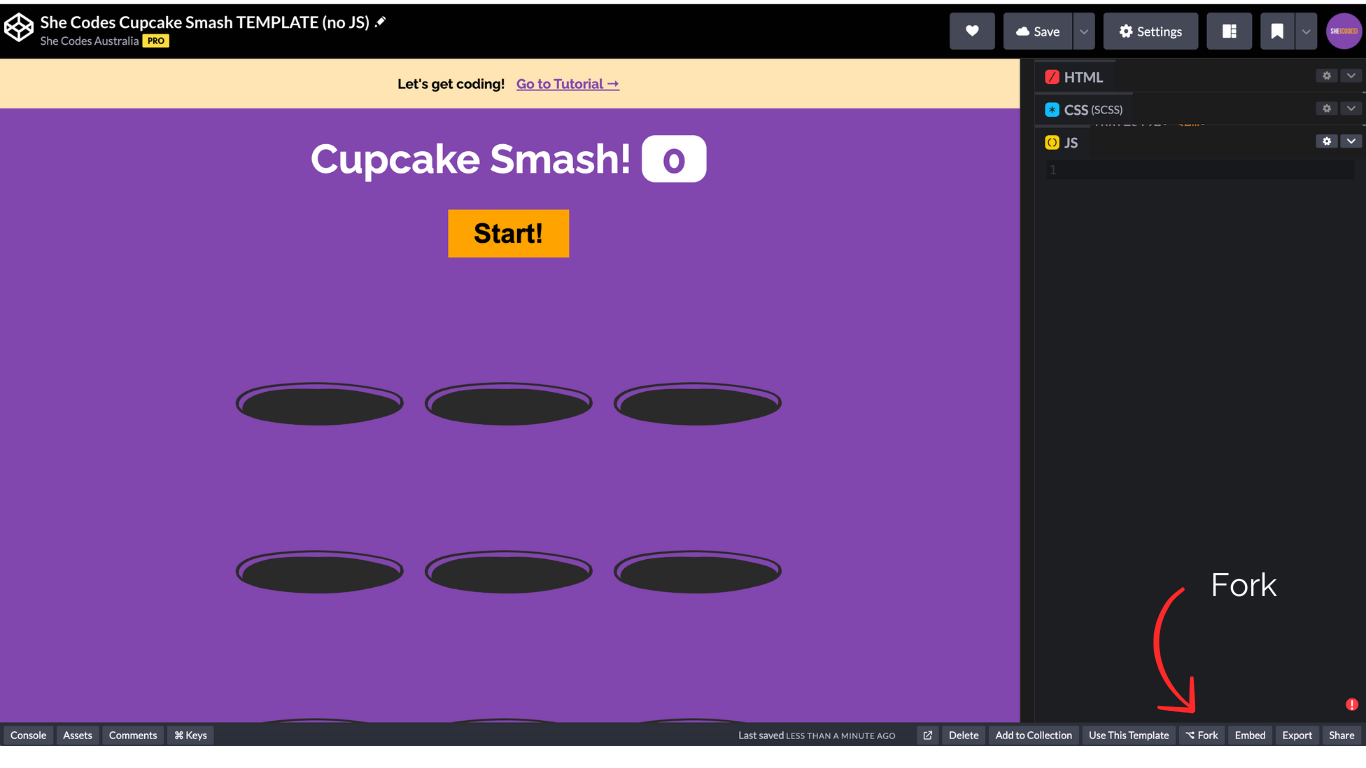 She Codes Cupcake Smash TEMPLATE (no JS)
She Codes Australia PRO
Save
Settings
Let's get coding! Go to Tutorial →
Cupcake Smash! 0
Start!
HTML
CSS (SCSS)
JS
1
Fork
Console Assets Comments ⌘ Keys Last saved LESS THAN A MINUTE AGO Delete Add to Collection Use This Template ⌥ Fork Embed Export Share